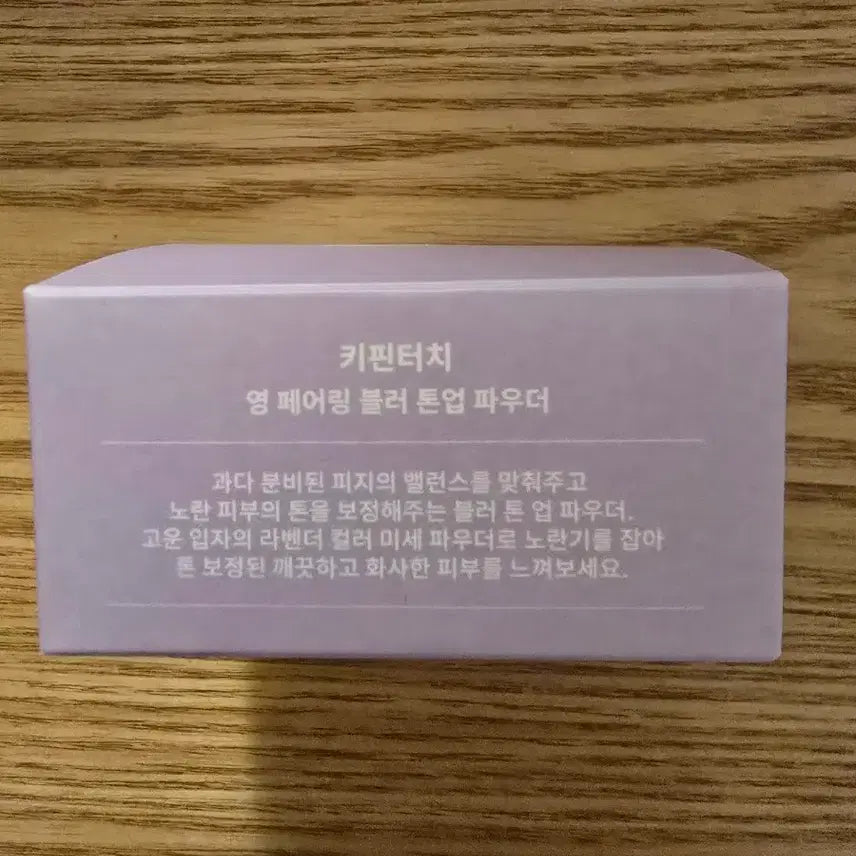 키핀터치
영 페어링 블러 톤업 파우더
과다 분비된 피지의 밸런스를 맞춰주고
노란 피부의 톤을 보정해주는 블러 톤 업 파우더.
고운 입자의 라벤더 컬러 미세 파우더로 노란기를 잡아
톤 보정된 깨끗하고 화사한 피부를 느껴보세요.